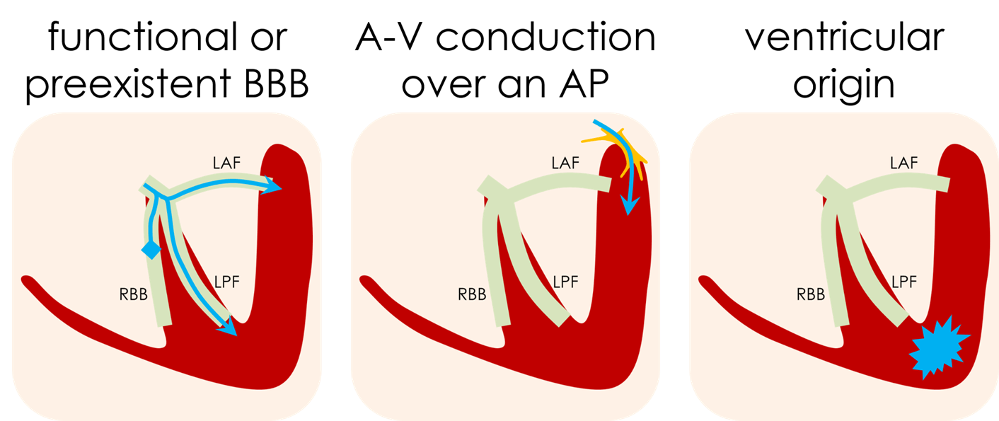 functional or
preexistent BBB
LAF
LPF
RBB
A-V conduction
over an AP
LAF
LPF
RBB
ventricular
origin
LAF
LPF
RBB